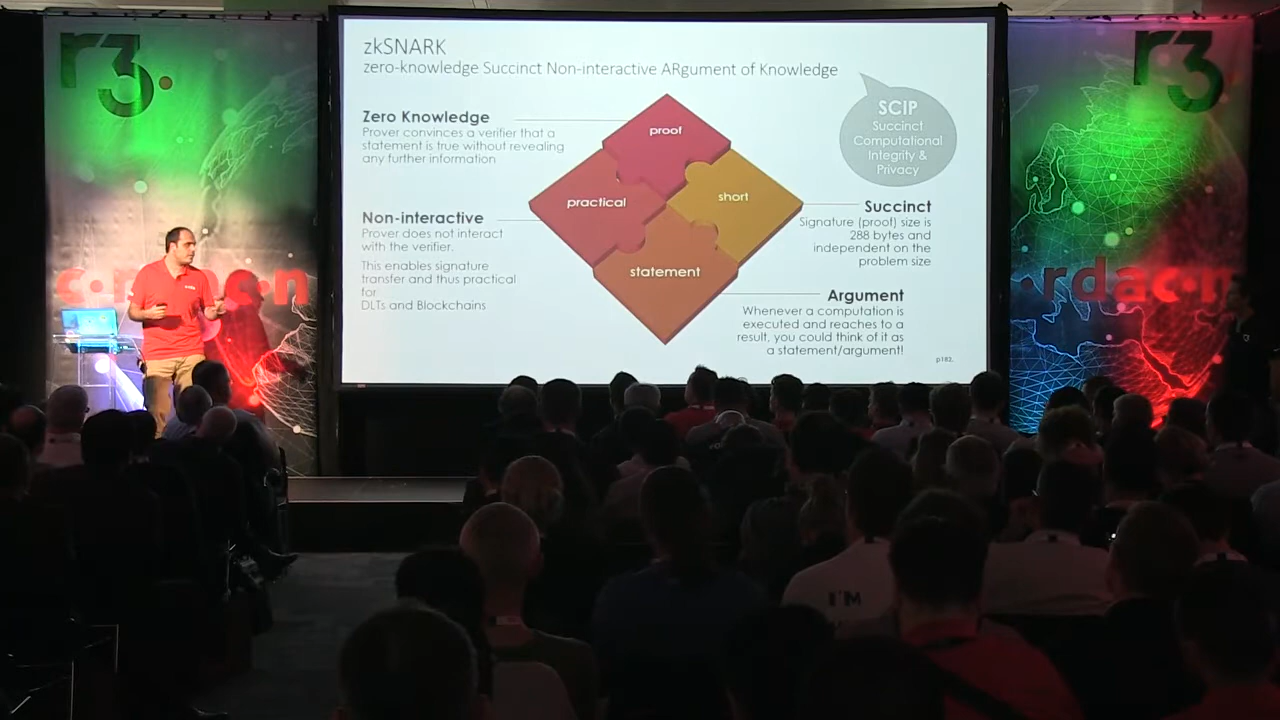 r3.
c·rdac·n
zkSNARK
zero-knowledge Succinct Non-interactive ARgument of Knowledge
Zero Knowledge
Prover convinces a verifier that a
statement is true without revealing
any further information
Non-interactive
Prover does not interact
with the verifier.
This enables signature
transfer and thus practical
for
DLTs and Blockchains
proof
practical
short
statement
SCIP
Succinct
Computational
Integrity &
Privacy
Succinct
Signature (proof) size is
288 bytes and
independent on the
problem size
Argument
Whenever a computation is
executed and reaches to a
result, you could think of it as
a statement/argument!
p182.
r3
·rdac·n
I'M